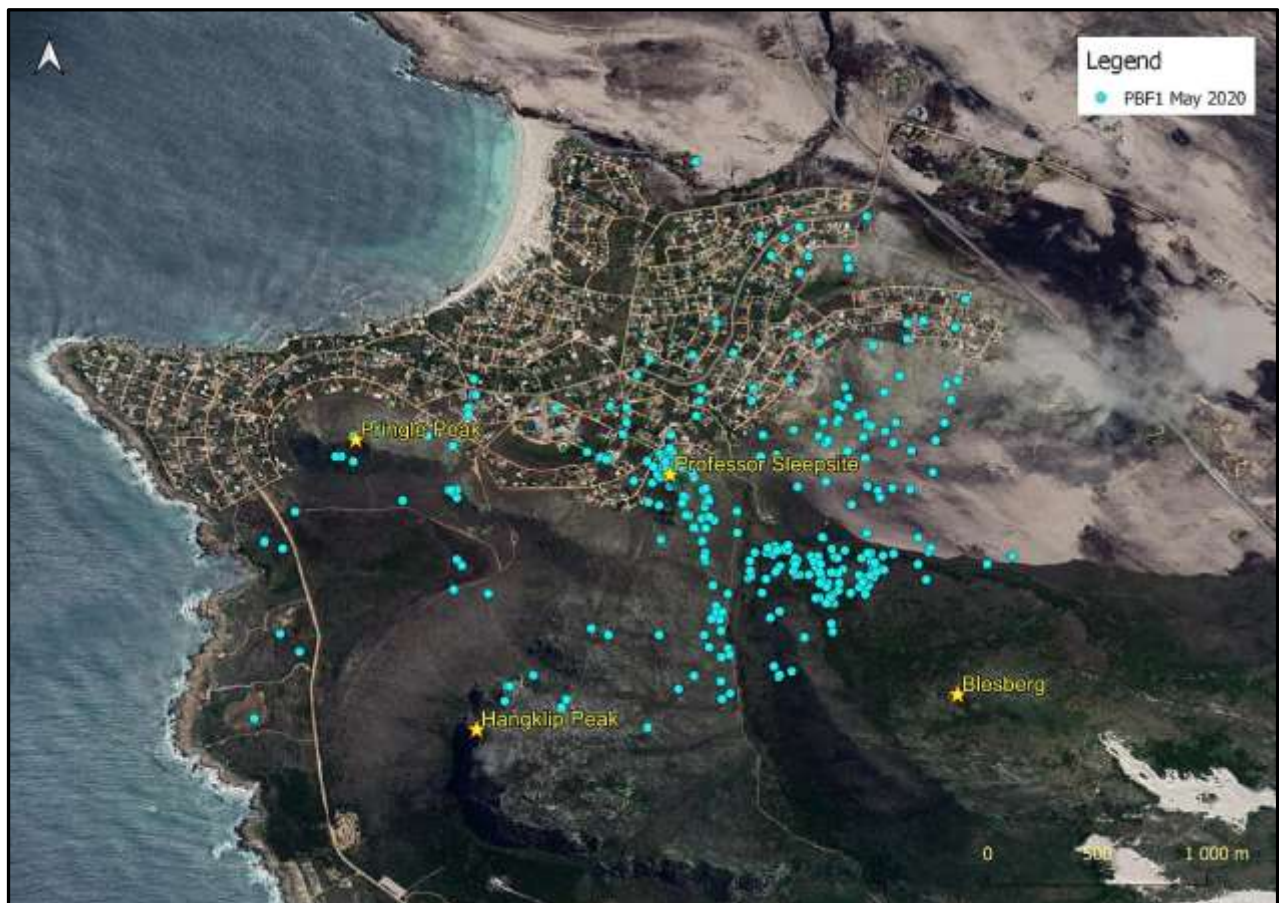 Legend
PBF1 May 2020
Pringle Peak
Professor Sleepsite
Blesberg
Hangklip Peak
0 500 1 000 m